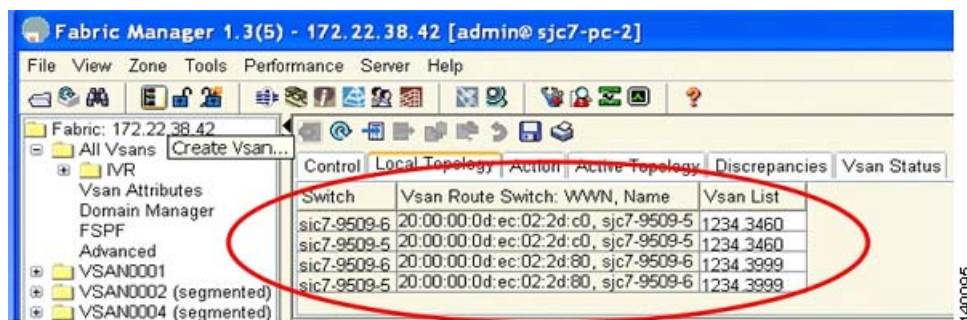 Fabric Manager 1.3(5) - 172.22.38.42 [admin@ sjc7-pc-2]
File View Zone Tools Performance Server Help
Fabric: 172.22.38.42
All Vsans
Create Vsan...
IVR
Vsan Attributes
Domain Manager
FSPF
Advanced
VSAN0001
VSAN0002 (segmented)
VSAN0004 (segmented)
Control Local Topology Action Active Topology Discrepancies Vsan Status
Switch Vsan Route Switch: WWN, Name Vsan List
sjc7-9509-6 20:00:00:0d:ec:02:2d:c0, sjc7-9509-5 1234.3460
sjc7-9509-5 20:00:00:0d:ec:02:2d:c0, sjc7-9509-5 1234.3460
sjc7-9509-6 20:00:00:0d:ec:02:2d:80, sjc7-9509-6 1234.3999
sjc7-9509-5 20:00:00:0d:ec:02:2d:80, sjc7-9509-6 1234.3999
140095